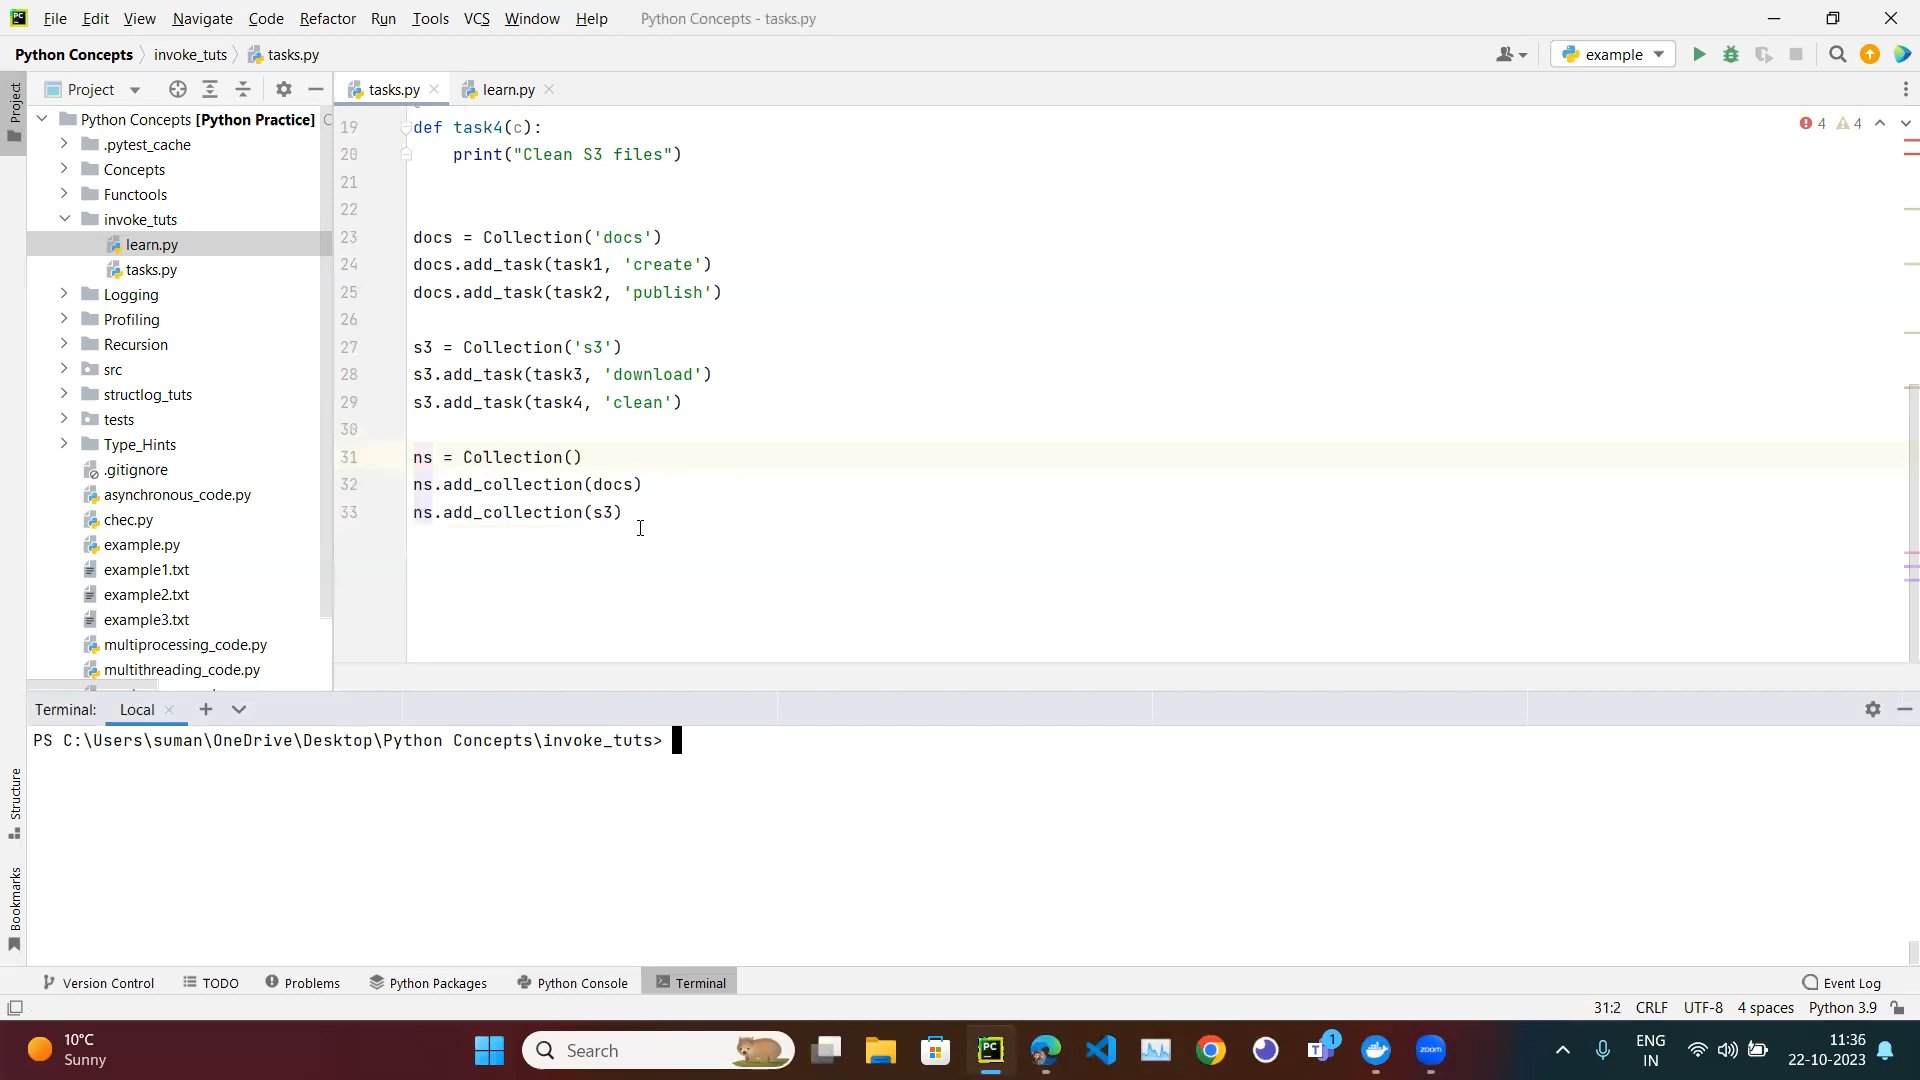 File Edit View Navigate Code Refactor Run Tools VCS Window Help Python Concepts - tasks.py
Python Concepts invoke_tuts tasks.py
example
Project
Project
tasks.py
learn.py
Python Concepts [Python Practice]
.pytest_cache
Concepts
Functools
invoke_tuts
learn.py
tasks.py
Logging
Profiling
Recursion
src
structlog_tuts
tests
Type_Hints
.gitignore
asynchronous_code.py
chec.py
example.py
example1.txt
example2.txt
example3.txt
multiprocessing_code.py
multithreading_code.py
4 4
19 def task4(c):
20 print("Clean S3 files")
21
22
23 docs = Collection('docs')
24 docs.add_task(task1, 'create')
25 docs.add_task(task2, 'publish')
26
27 s3 = Collection('s3')
28 s3.add_task(task3, 'download')
29 s3.add_task(task4, 'clean')
30
31 ns = Collection()
32 ns.add_collection(docs)
33 ns.add_collection(s3)
Terminal: Local
PS C:\Users\suman\OneDrive\Desktop\Python Concepts\invoke_tuts>
Structure
Bookmarks
Version Control TODO Problems Python Packages Python Console Terminal Event Log
31:2 CRLF UTF-8 4 spaces Python 3.9
10°C
Sunny
Search
PC
1
zoom
ENG
IN
11:36
22-10-2023